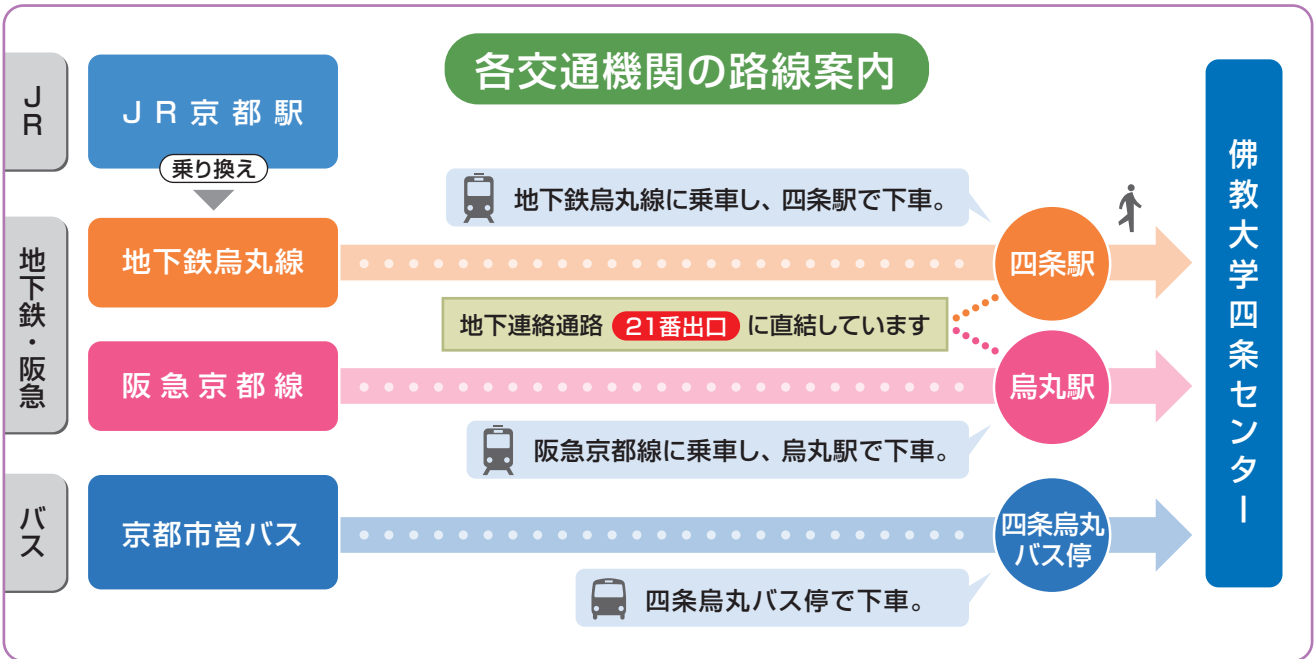 各交通機関の路線案内
JR
JR京都駅
乗り換え
地下鉄・阪急
地下鉄烏丸線
地下鉄烏丸線に乗車し、四条駅で下車。
四条駅
地下連絡通路 21番出口 に直結しています
阪急京都線
烏丸駅
阪急京都線に乗車し、烏丸駅で下車。
バス
京都市営バス
四条烏丸
バス停
四条烏丸バス停で下車。
佛教大学四条センター